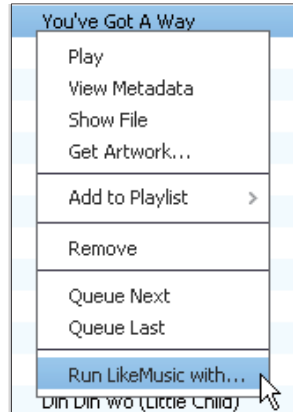 You've Got A Way
Play
View Metadata
Show File
Get Artwork...
Add to Playlist
Remove
Queue Next
Queue Last
Run LikeMusic with...
Din Din Wo (Little Child)